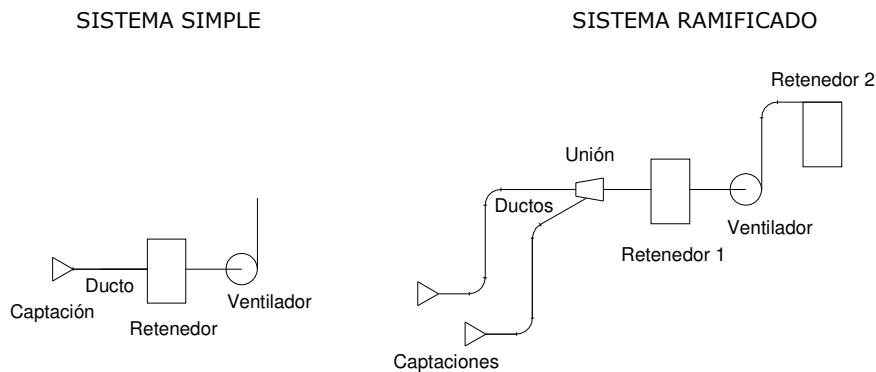 SISTEMA SIMPLE
SISTEMA RAMIFICADO
Captación
Ducto
Retenedor
Ventilador
Captaciones
Ductos
Unión
Retenedor 1
Ventilador
Retenedor 2